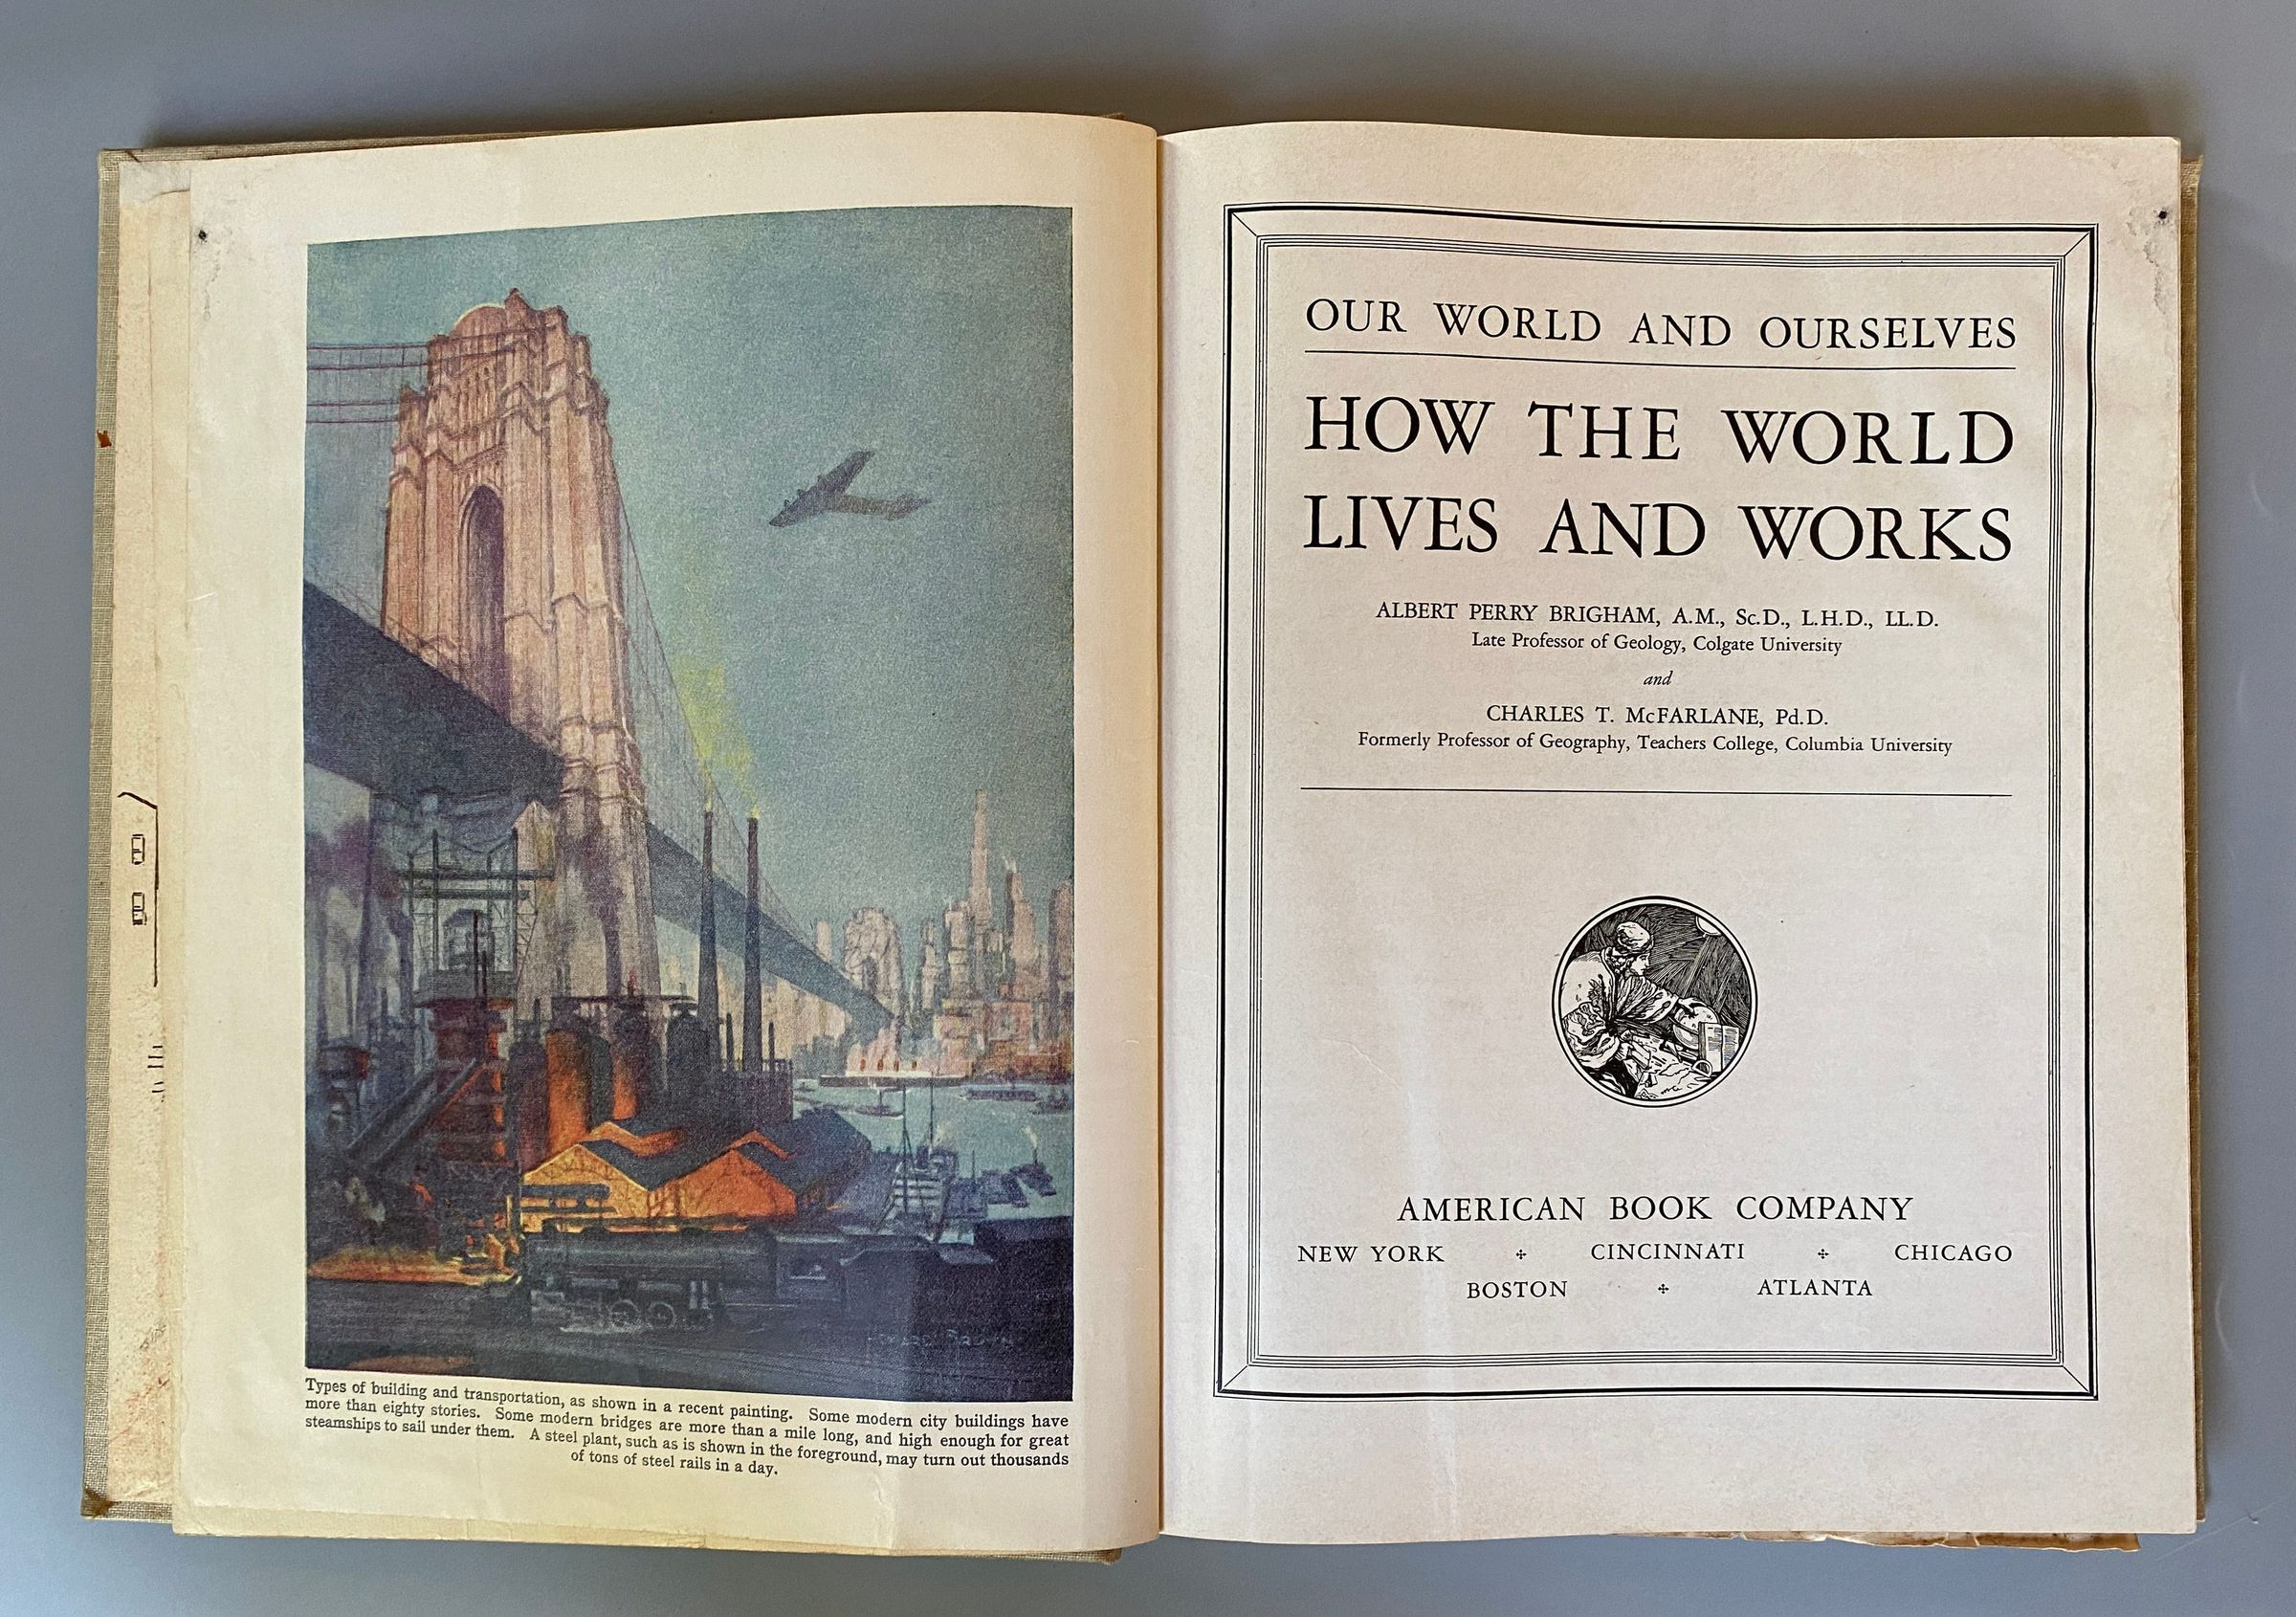 Types of building and transportation, as shown in a recent painting. Some modern city buildings have
more than eighty stories. Some modern bridges are more than a mile long, and high enough for great
steamships to sail under them. A steel plant, such as is shown in the foreground, may turn out thousands
of tons of steel rails in a day.
OUR WORLD AND OURSELVES
HOW THE WORLD
LIVES AND WORKS
ALBERT PERRY BRIGHAM, A.M., Sc.D., L.H.D., LL.D.
Late Professor of Geology, Colgate University
and
CHARLES T. McFARLANE, Pd.D.
Formerly Professor of Geography, Teachers College, Columbia University
AMERICAN BOOK COMPANY
NEW YORK CINCINNATI CHICAGO
BOSTON ATLANTA